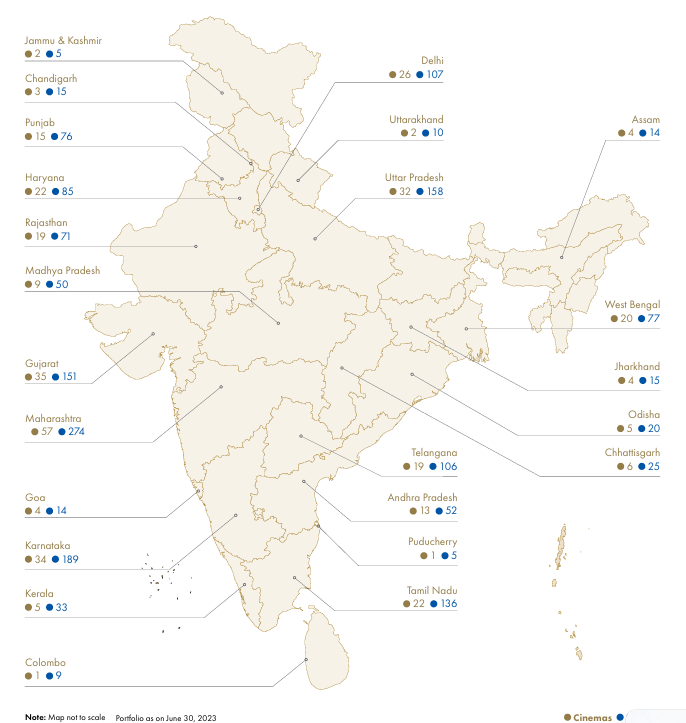 Jammu & Kashmir
2 5
Chandigarh
3 15
Punjab
15 76
Haryana
22 85
Rajasthan
19 71
Madhya Pradesh
9 50
Gujarat
35 151
Maharashtra
57 274
Goa
4 14
Karnataka
34 189
Kerala
5 33
Colombo
1 9
Delhi
26 107
Uttarakhand
2 10
Uttar Pradesh
32 158
Assam
4 14
West Bengal
20 77
Jharkhand
4 15
Odisha
5 20
Chhattisgarh
6 25
Telangana
19 106
Andhra Pradesh
13 52
Puducherry
1 5
Tamil Nadu
22 136
Note: Map not to scale Portfolio as on June 30, 2023
Cinemas